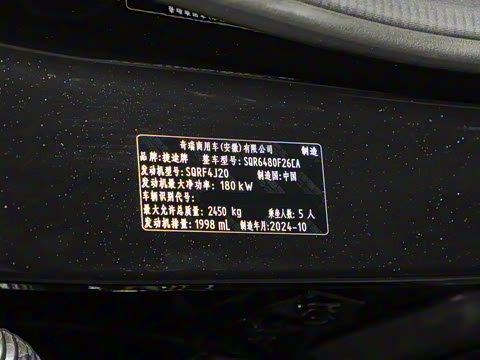 奇瑞商用车(安徽)有限公司 制造
品牌:捷途牌 整车型号:SQR6480F26CA
发动机型号:SQRF4J20 制造国:中国
发动机最大净功率:180kW
车辆识别代号:
最大允许总质量:2450 kg 乘坐人数:5人
发动机排量:1998 mL 制造年月:2024-10